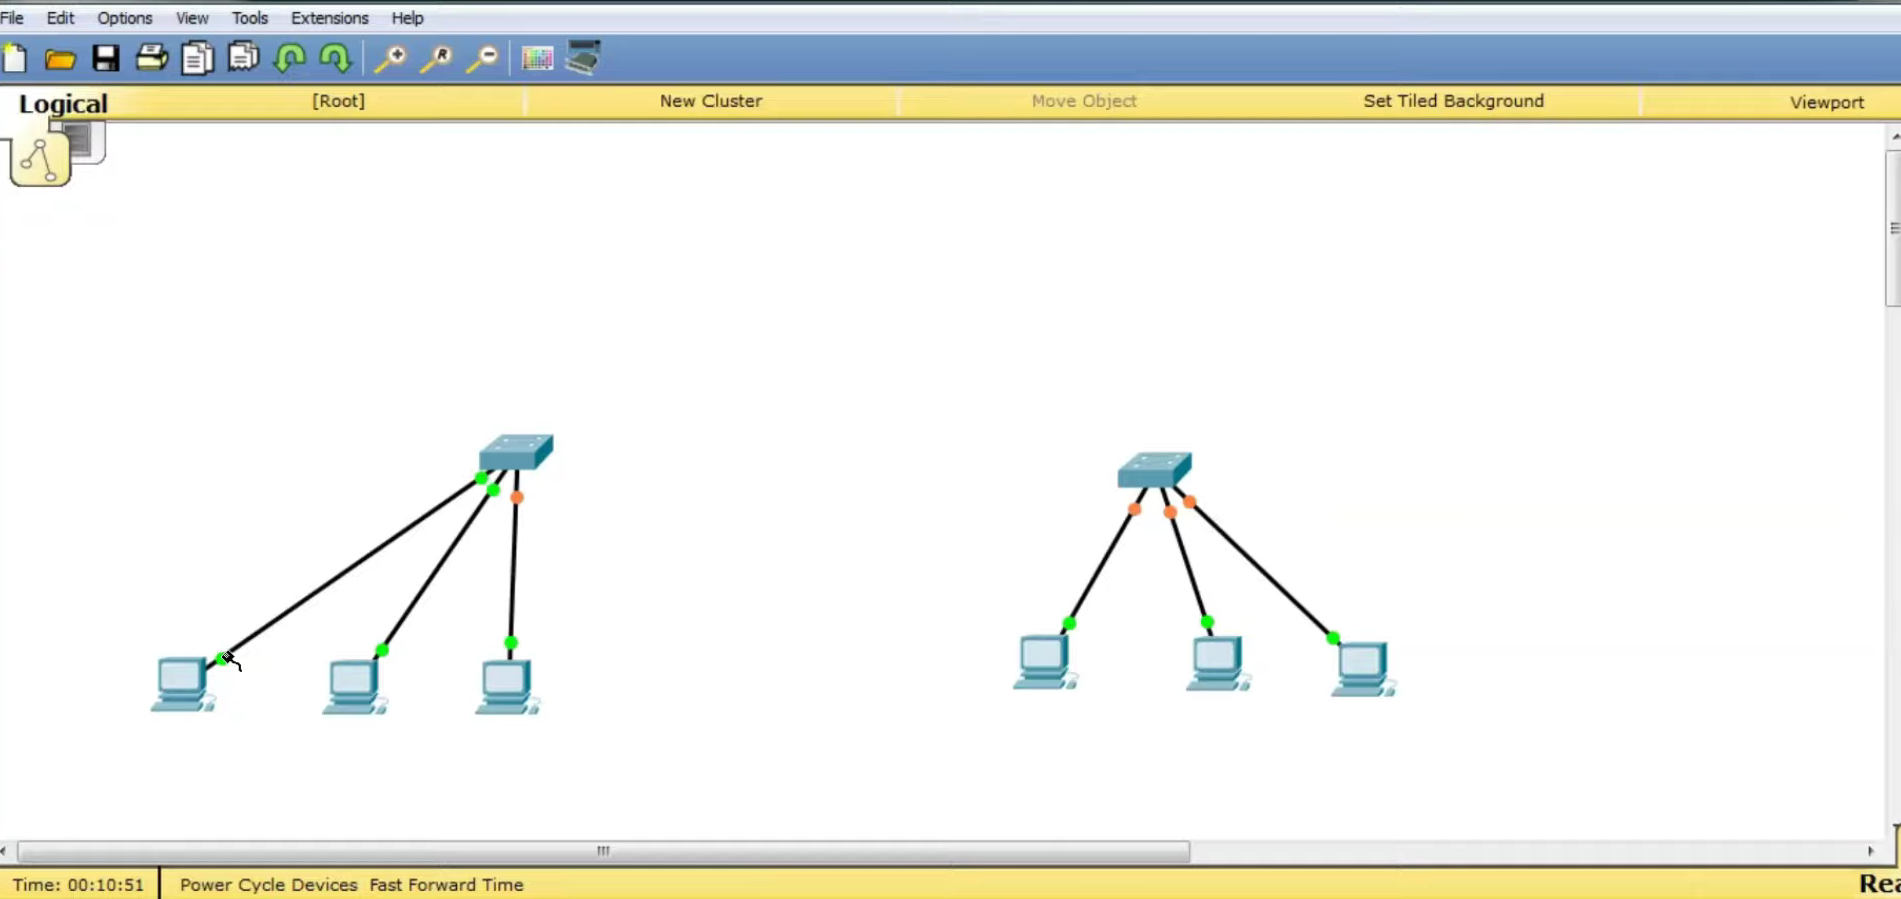 File Edit Options View Tools Extensions Help
R
Logical [Root] New Cluster Move Object Set Tiled Background Viewport
Time: 00:10:51 Power Cycle Devices Fast Forward Time Rea